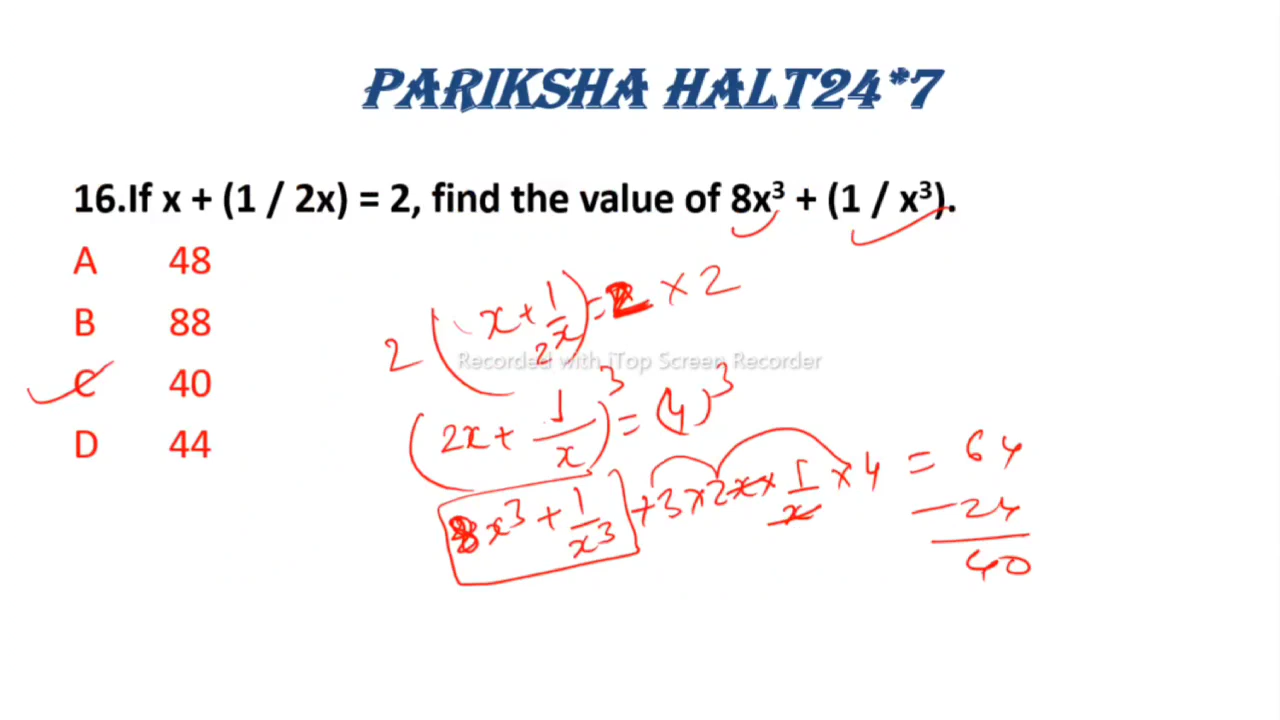 PARIKSHA HALT24*7
16.If x + (1 / 2x) = 2, find the value of 8x³ + (1 / x³).
A 48
B 88
C 40
D 44
2 (x + 1/2x) = 2 × 2
Recorded with iTop Screen Recorder
(2x + 1/x)³ = (4)³
8x³ + 1/x³ + 3 × 2x × 1/x × 4 = 64
- 24
40